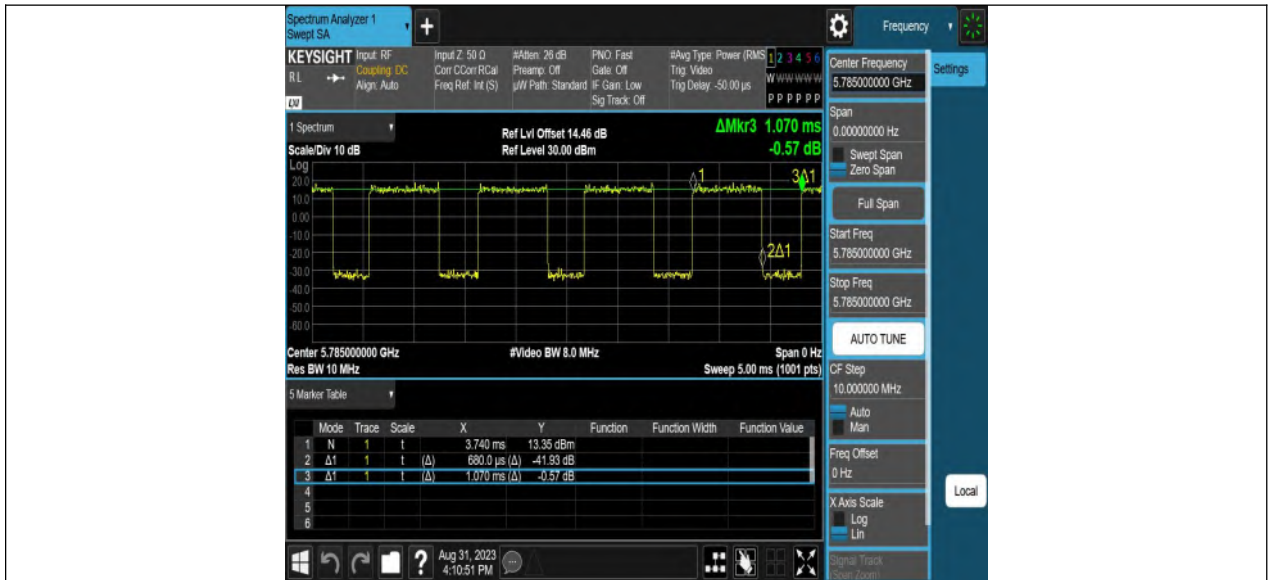 Spectrum Analyzer 1
Swept SA
+
Frequency
KEYSIGHT Input: RF Input Z: 50 Ω #Atten: 26 dB PNO: Fast #Avg Type: Power (RMS 1 2 3 4 5 6
RL Coupling: DC Corr CCorr RCal Preamp: Off Gate: Off Trig: Video W W W W W W
Align: Auto Freq Ref: Int (S) µW Path: Standard IF Gain: Low Trig Delay: -50.00 µs
Sig Track: Off P P P P P P
LXI
1 Spectrum
Ref Lvl Offset 14.46 dB
ΔMkr3 1.070 ms
Scale/Div 10 dB
Ref Level 30.00 dBm
-0.57 dB
Log
20.0
10.0
0.00
-10.0
-20.0
-30.0
-40.0
-50.0
-60.0
1
3Δ1
2Δ1
Center 5.785000000 GHz #Video BW 8.0 MHz Span 0 Hz
Res BW 10 MHz Sweep 5.00 ms (1001 pts)
5 Marker Table
Mode Trace Scale X Y Function Function Width Function Value
1 N 1 t 3.740 ms 13.35 dBm
2 Δ1 1 t (Δ) 680.0 µs (Δ) -41.93 dB
3 Δ1 1 t (Δ) 1.070 ms (Δ) -0.57 dB
4
5
6
?
Aug 31, 2023
4:10:51 PM
Center Frequency
5.785000000 GHz
Settings
Span
0.00000000 Hz
Swept Span
Zero Span
Full Span
Start Freq
5.785000000 GHz
Stop Freq
5.785000000 GHz
AUTO TUNE
CF Step
10.000000 MHz
Auto
Man
Freq Offset
0 Hz
X Axis Scale
Log
Lin
Local
Signal Track
(Span Zoom)